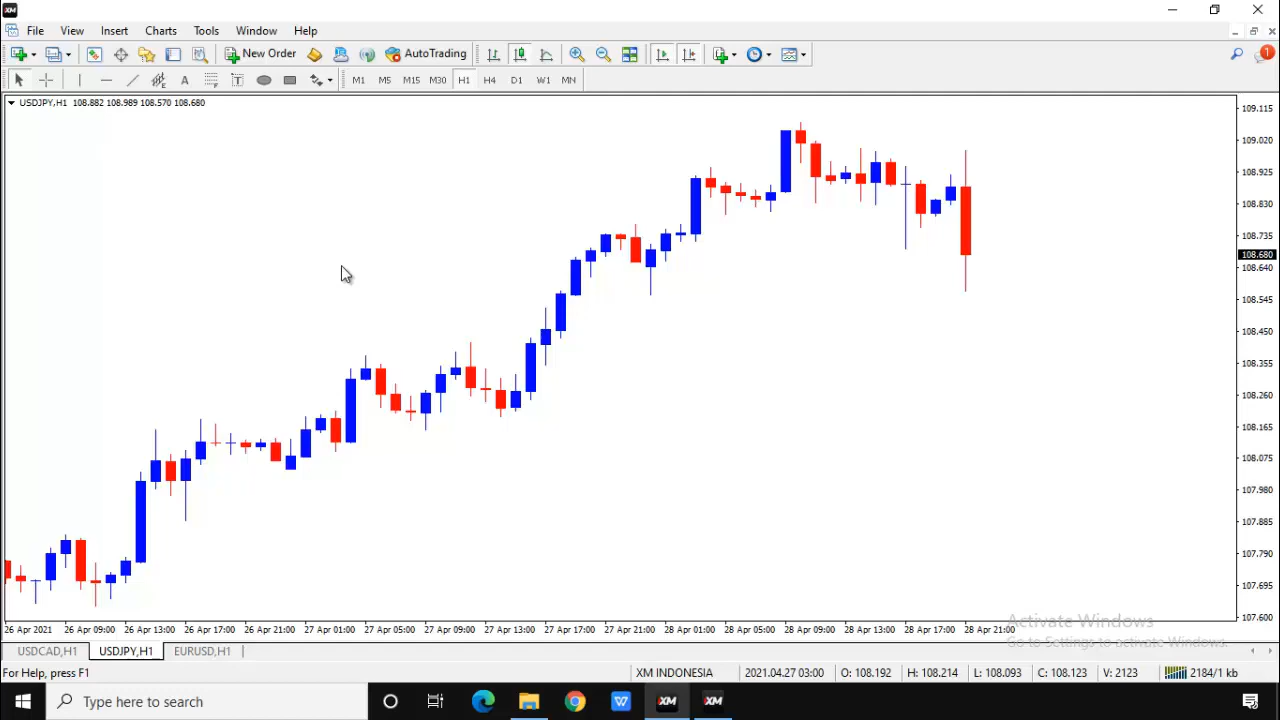 XM
File View Insert Charts Tools Window Help
New Order AutoTrading 1
A T M1 M5 M15 M30 H1 H4 D1 W1 MN
USDJPY,H1 108.882 108.989 108.570 108.680
109.115
109.020
108.925
108.830
108.735
108.680
108.640
108.545
108.450
108.355
108.260
108.165
108.075
107.980
107.885
107.790
107.695
107.600
26 Apr 2021 26 Apr 09:00 26 Apr 13:00 26 Apr 17:00 26 Apr 21:00 27 Apr 01:00 27 Apr 05:00 27 Apr 09:00 27 Apr 13:00 27 Apr 17:00 27 Apr 21:00 28 Apr 01:00 28 Apr 05:00 28 Apr 09:00 28 Apr 13:00 28 Apr 17:00 28 Apr 21:00
Activate Windows
Go to Settings to activate Windows.
USDCAD,H1 USDJPY,H1 EURUSD,H1
For Help, press F1 XM INDONESIA 2021.04.27 03:00 O: 108.192 H: 108.214 L: 108.093 C: 108.123 V: 2123 2184/1 kb
Type here to search W XM XM